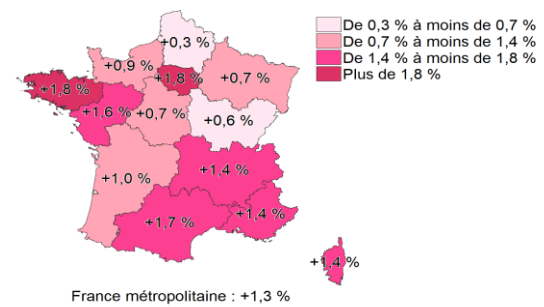 De 0,3 % à moins de 0,7 %
De 0,7 % à moins de 1,4 %
De 1,4 % à moins de 1,8 %
Plus de 1,8 %
+0,3 %
+0,9 %
+1,8 %
+0,7 %
+1,8 %
+1,6 %
+0,7 %
+0,6 %
+1,0 %
+1,4 %
+1,7 %
+1,4 %
+1,4 %
France métropolitaine : +1,3 %